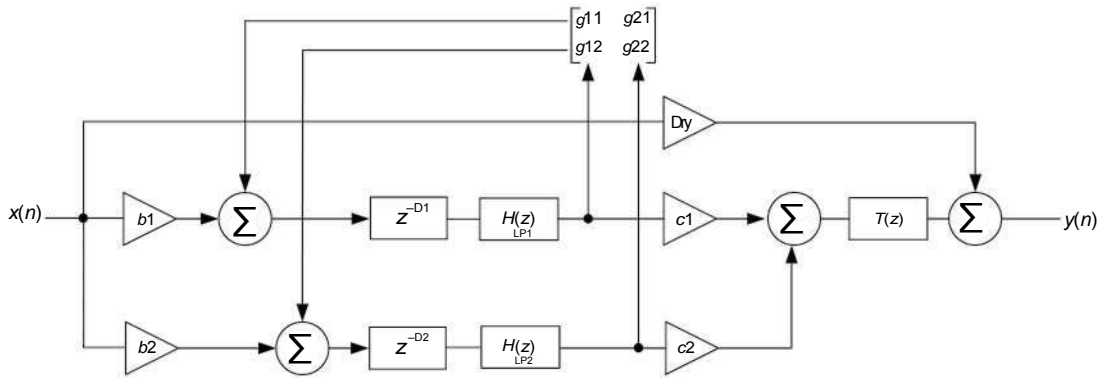 g11 g21
g12 g22
Dry
x(n)
b1
Σ
z⁻ᴰ¹
H(z)
LP1
c1
Σ
T(z)
Σ
y(n)
b2
Σ
z⁻ᴰ²
H(z)
LP2
c2